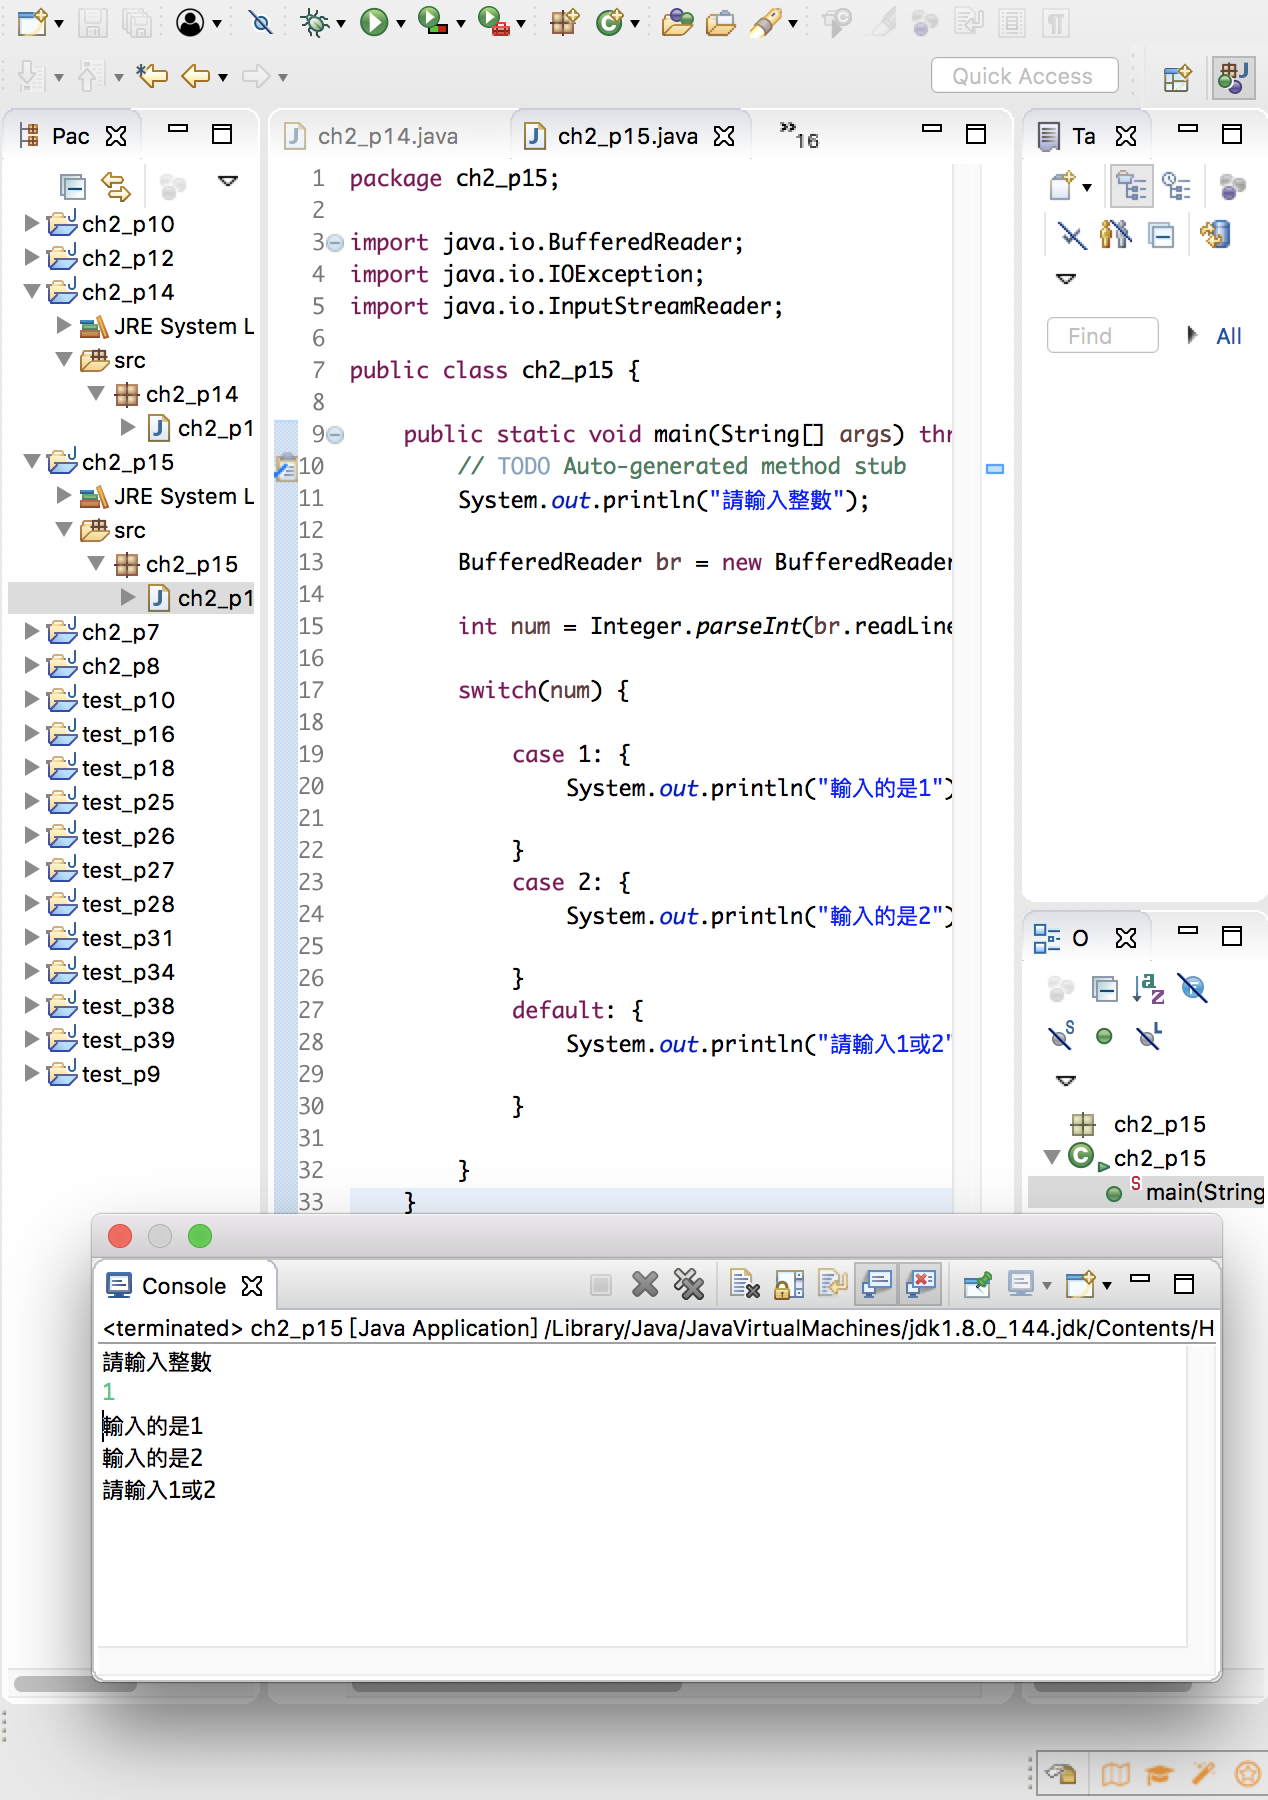 Quick Access
Pac
ch2_p14.java
ch2_p15.java
»16
Ta
ch2_p10
ch2_p12
ch2_p14
JRE System L
src
ch2_p14
ch2_p1
ch2_p15
JRE System L
src
ch2_p15
ch2_p1
ch2_p7
ch2_p8
test_p10
test_p16
test_p18
test_p25
test_p26
test_p27
test_p28
test_p31
test_p34
test_p38
test_p39
test_p9
1 package ch2_p15;
2
3 import java.io.BufferedReader;
4 import java.io.IOException;
5 import java.io.InputStreamReader;
6
7 public class ch2_p15 {
8
9 public static void main(String[] args) thr
10 // TODO Auto-generated method stub
11 System.out.println("請輸入整數");
12
13 BufferedReader br = new BufferedReader
14
15 int num = Integer.parseInt(br.readLine
16
17 switch(num) {
18
19 case 1: {
20 System.out.println("輸入的是1")
21
22 }
23 case 2: {
24 System.out.println("輸入的是2")
25
26 }
27 default: {
28 System.out.println("請輸入1或2"
29
30 }
31
32 }
33 }
Find
All
O
ch2_p15
ch2_p15
main(String
Console
<terminated> ch2_p15 [Java Application] /Library/Java/JavaVirtualMachines/jdk1.8.0_144.jdk/Contents/H
請輸入整數
1
輸入的是1
輸入的是2
請輸入1或2